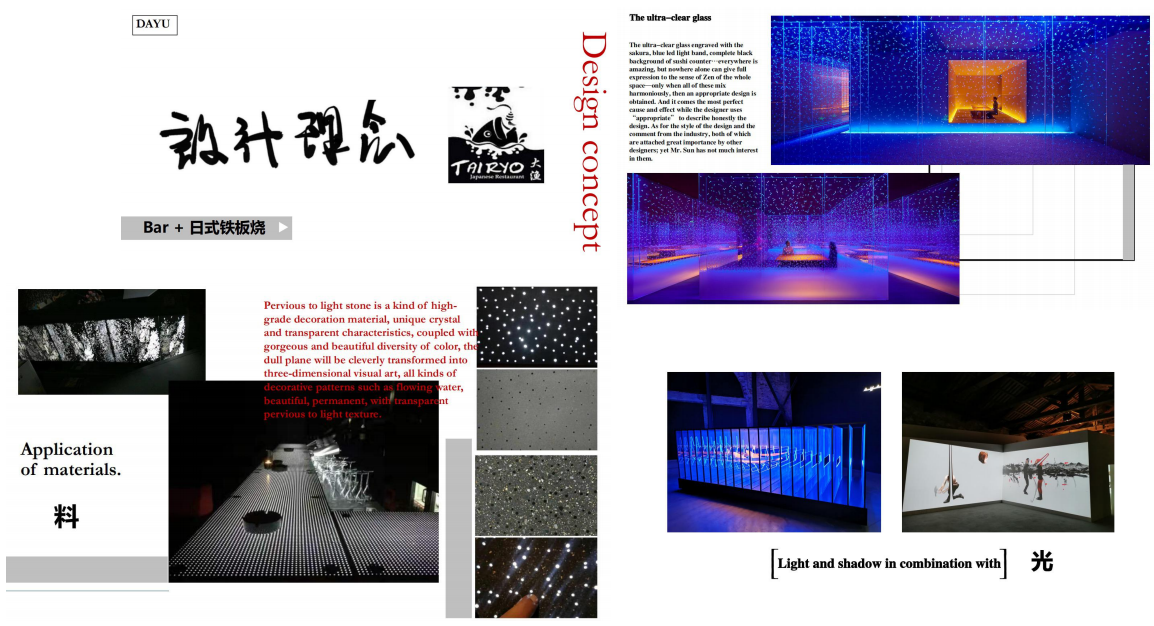 DAYU
設计理念
TAIRYO 大渔
Japanese Restaurant
Design concept
Bar + 日式铁板烧
Pervious to light stone is a kind of high-
grade decoration material, unique crystal
and transparent characteristics, coupled with
gorgeous and beautiful diversity of color, the
dull plane will be cleverly transformed into
three-dimensional visual art, all kinds of
decorative patterns such as flowing water,
beautiful, permanent, with transparent
pervious to light texture.
Application
of materials.
料
The ultra-clear glass
The ultra-clear glass engraved with the
sakura, blue led light band, complete black
background of sushi counter…everywhere is
amazing, but nowhere alone can give full
expression to the sense of Zen of the whole
space—only when all of these mix
harmoniously, then an appropriate design is
obtained. And it comes the most perfect
cause and effect while the designer uses
“appropriate” to describe honestly the
design. As for the style of the design and the
comment from the industry, both of which
are attached great importance by other
designers; yet Mr. Sun has not much interest
in them.
[Light and shadow in combination with] 光